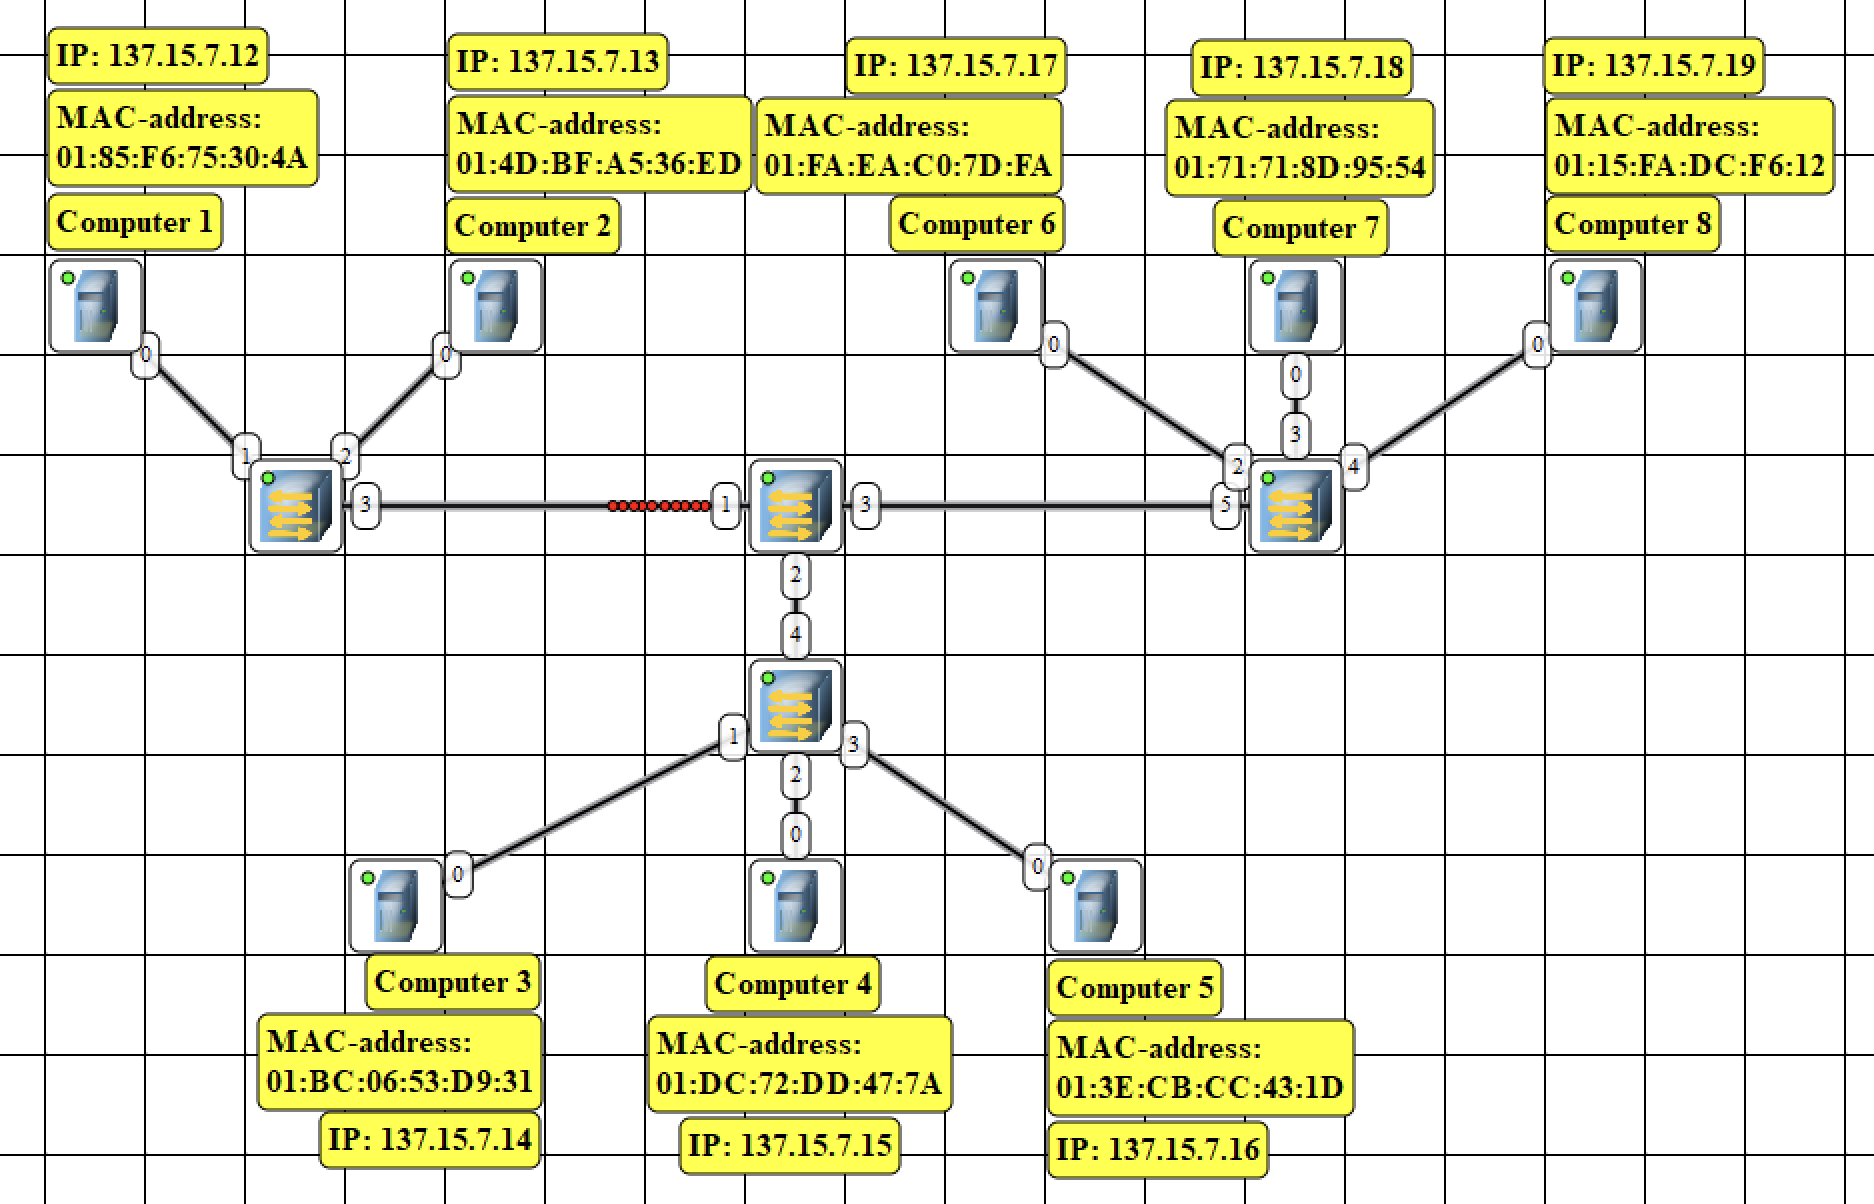 IP: 137.15.7.12
MAC-address:
01:85:F6:75:30:4A
Computer 1
IP: 137.15.7.13
MAC-address:
01:4D:BF:A5:36:ED
Computer 2
IP: 137.15.7.17
MAC-address:
01:FA:EA:C0:7D:FA
Computer 6
IP: 137.15.7.18
MAC-address:
01:71:71:8D:95:54
Computer 7
IP: 137.15.7.19
MAC-address:
01:15:FA:DC:F6:12
Computer 8
0
0
0
0
0
1
2
3
1
3
2
3
4
5
2
4
1
2
3
0
0
0
Computer 3
MAC-address:
01:BC:06:53:D9:31
IP: 137.15.7.14
Computer 4
MAC-address:
01:DC:72:DD:47:7A
IP: 137.15.7.15
Computer 5
MAC-address:
01:3E:CB:CC:43:1D
IP: 137.15.7.16